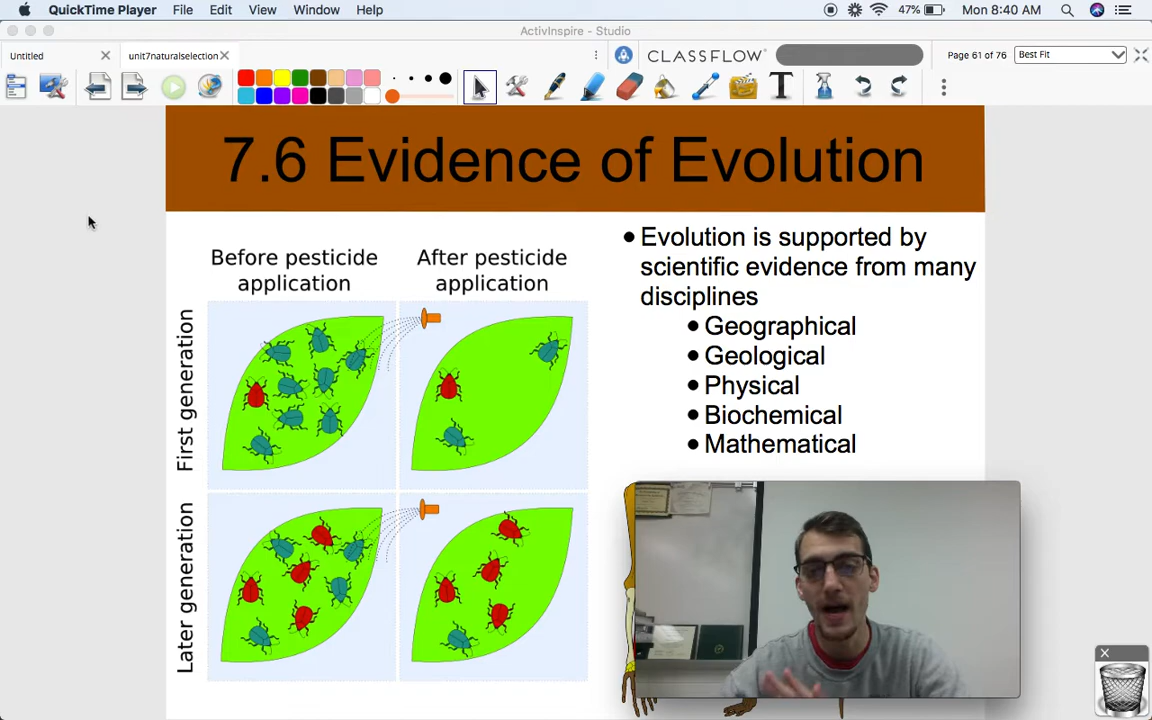 QuickTime Player File Edit View Window Help 47% Mon 8:40 AM
ActivInspire - Studio
Untitled unit7naturalselection CLASSFLOW Page 61 of 76 Best Fit
7.6 Evidence of Evolution
Before pesticide
application
After pesticide
application
First generation
Later generation
Evolution is supported by
scientific evidence from many
disciplines
Geographical
Geological
Physical
Biochemical
Mathematical